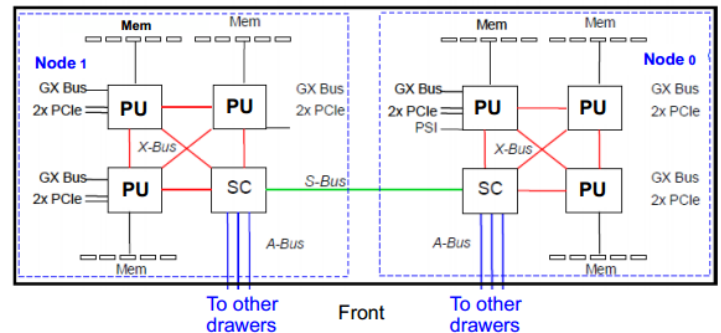 Mem
Mem
Mem
Node 1
Node 0
GX Bus
2x PCIe
PU
PU
GX Bus
2x PCIe
GX Bus
2x PCIe
PSI
PU
PU
GX Bus
2x PCIe
X-Bus
X-Bus
GX Bus
2x PCIe
PU
SC
S-Bus
SC
PU
GX Bus
2x PCIe
A-Bus
A-Bus
Mem
Mem
To other
drawers
Front
To other
drawers